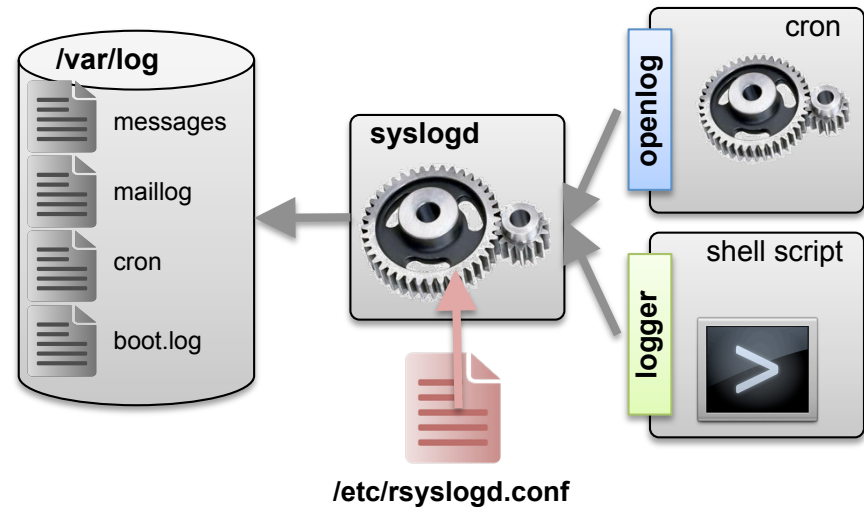 /var/log
messages
maillog
cron
boot.log
syslogd
/etc/rsyslogd.conf
openlog
cron
logger
shell script
>